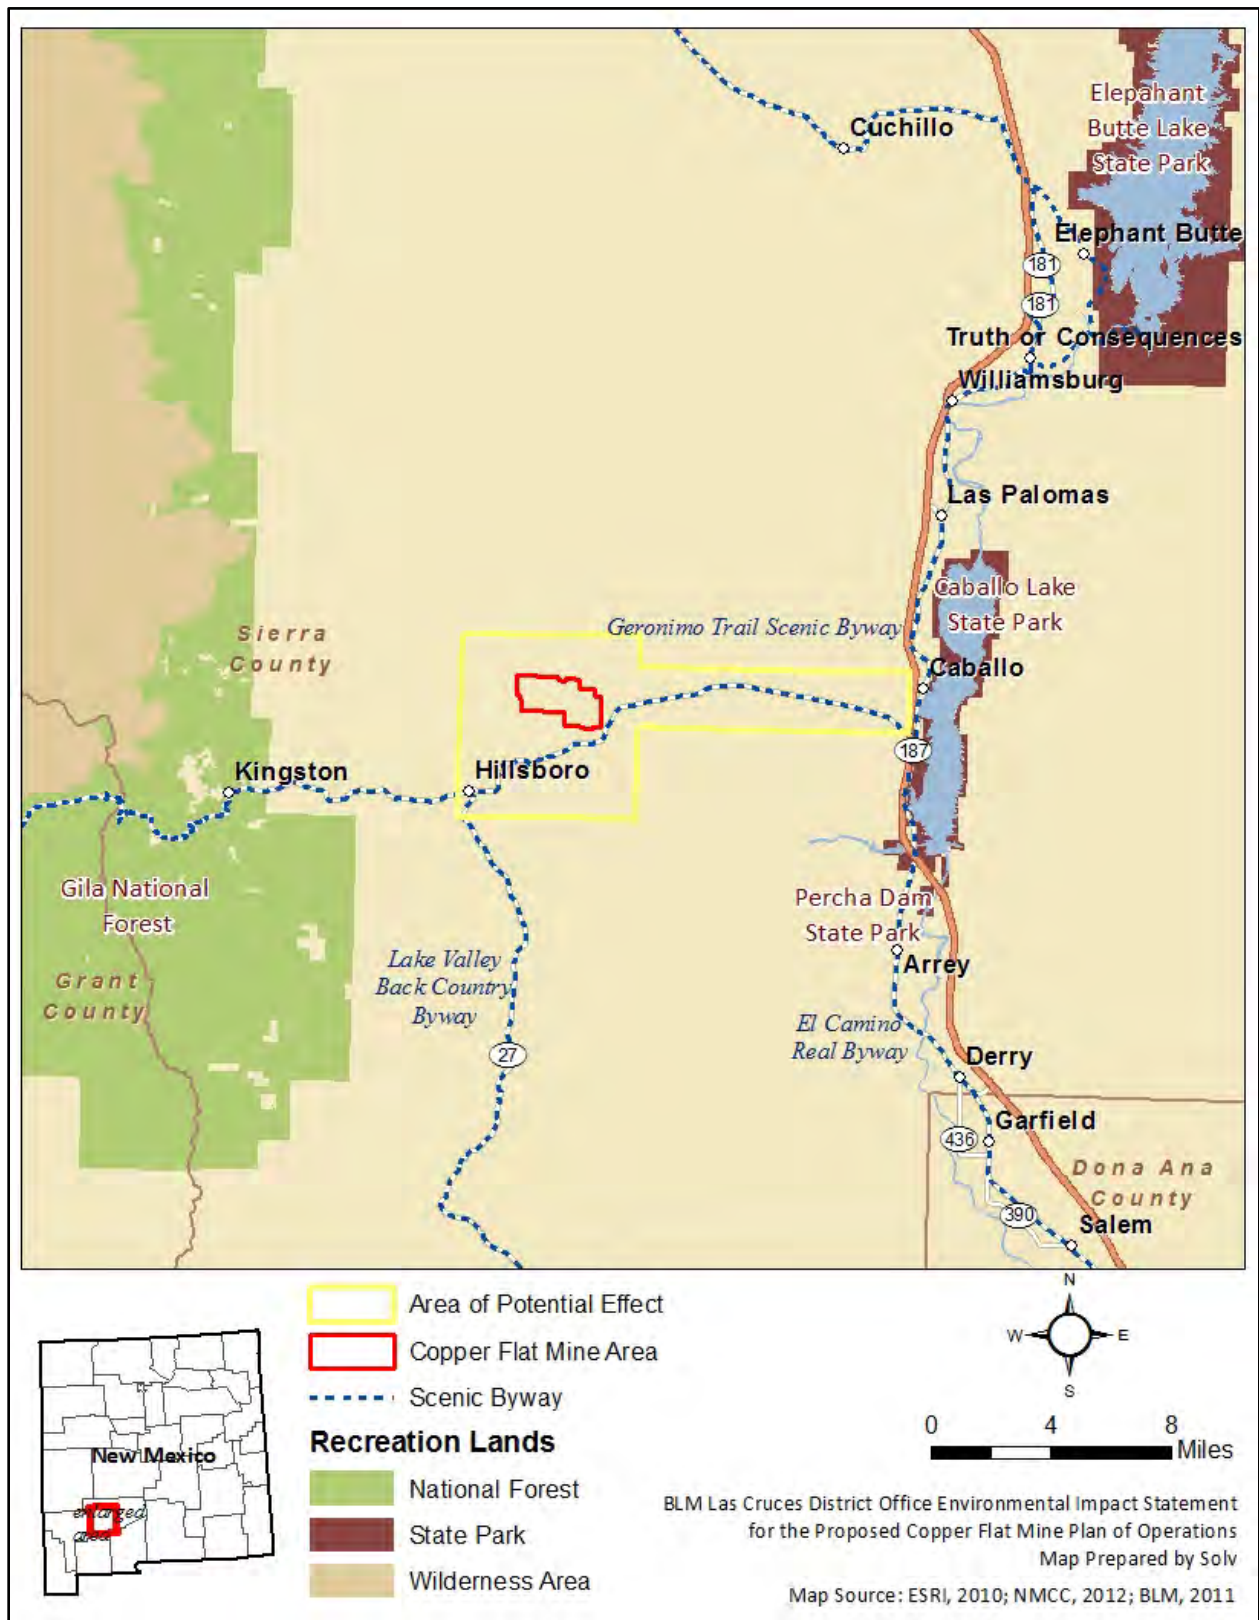 Cuchillo
Elepahant
Butte Lake
State Park
Elephant Butte
181
181
Truth or Consequences
Williamsburg
Las Palomas
Caballo Lake
State Park
Sierra
County
Geronimo Trail Scenic Byway
Caballo
187
Kingston
Hillsboro
Gila National
Forest
Percha Dam
State Park
Lake Valley
Back Country
Byway
Arrey
Grant
County
El Camino
Real Byway
27
Derry
Garfield
436
Dona Ana
County
390
Salem
Area of Potential Effect
Copper Flat Mine Area
Scenic Byway
Recreation Lands
National Forest
State Park
Wilderness Area
New Mexico
enlarged
area
N
W
E
S
0 4 8
Miles
BLM Las Cruces District Office Environmental Impact Statement
for the Proposed Copper Flat Mine Plan of Operations
Map Prepared by Solv
Map Source: ESRI, 2010; NMCC, 2012; BLM, 2011